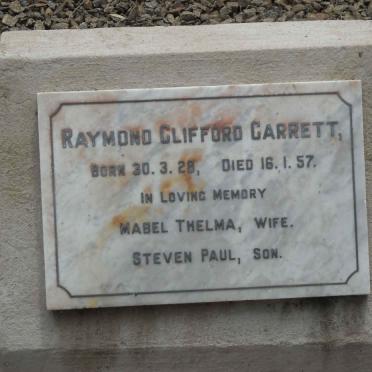 RAYMOND CLIFFORD GARRETT,
BORN 30. 3. 28, DIED 16. 1. 57.
IN LOVING MEMORY
MABEL THELMA, WIFE.
STEVEN PAUL, SON.